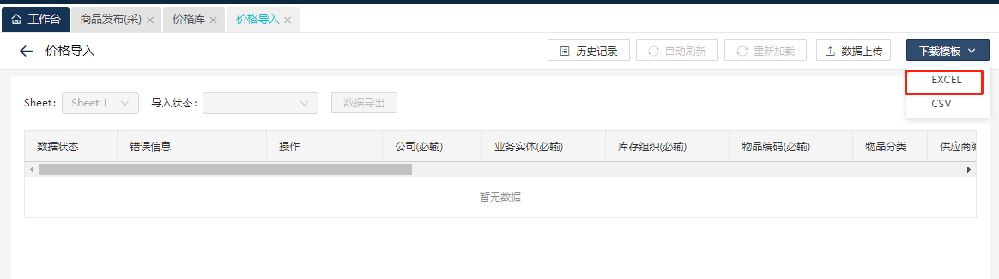 工作台 商品发布(采) 价格库 价格导入
价格导入 历史记录 自动刷新 重新加载 数据上传 下载模板
EXCEL
CSV
Sheet： Sheet 1 导入状态： 数据导出
数据状态 错误信息 操作 公司(必输) 业务实体(必输) 库存组织(必输) 物品编码(必输) 物品分类 供应商编
暂无数据